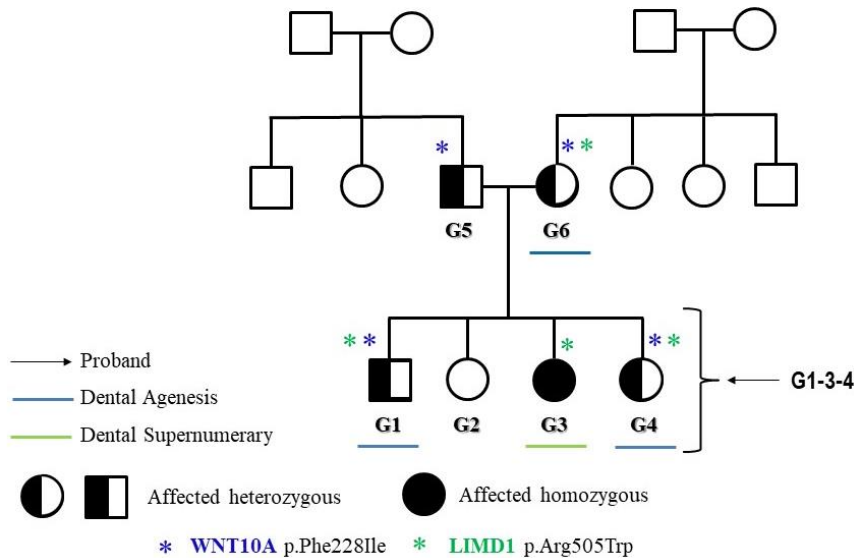 *
* *
G5
G6
* *
*
* *
G1
G2
G3
G4
G1-3-4
Proband
Dental Agenesis
Dental Supernumerary
Affected heterozygous
Affected homozygous
* WNT10A p.Phe228Ile
* LIMD1 p.Arg505Trp